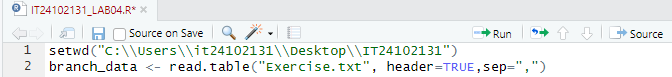 IT24102131_LAB04.R*
Source on Save
Run
Source
1 setwd("C:\\Users\\it24102131\\Desktop\\IT24102131")
2 branch_data <- read.table("Exercise.txt", header=TRUE,sep=",")